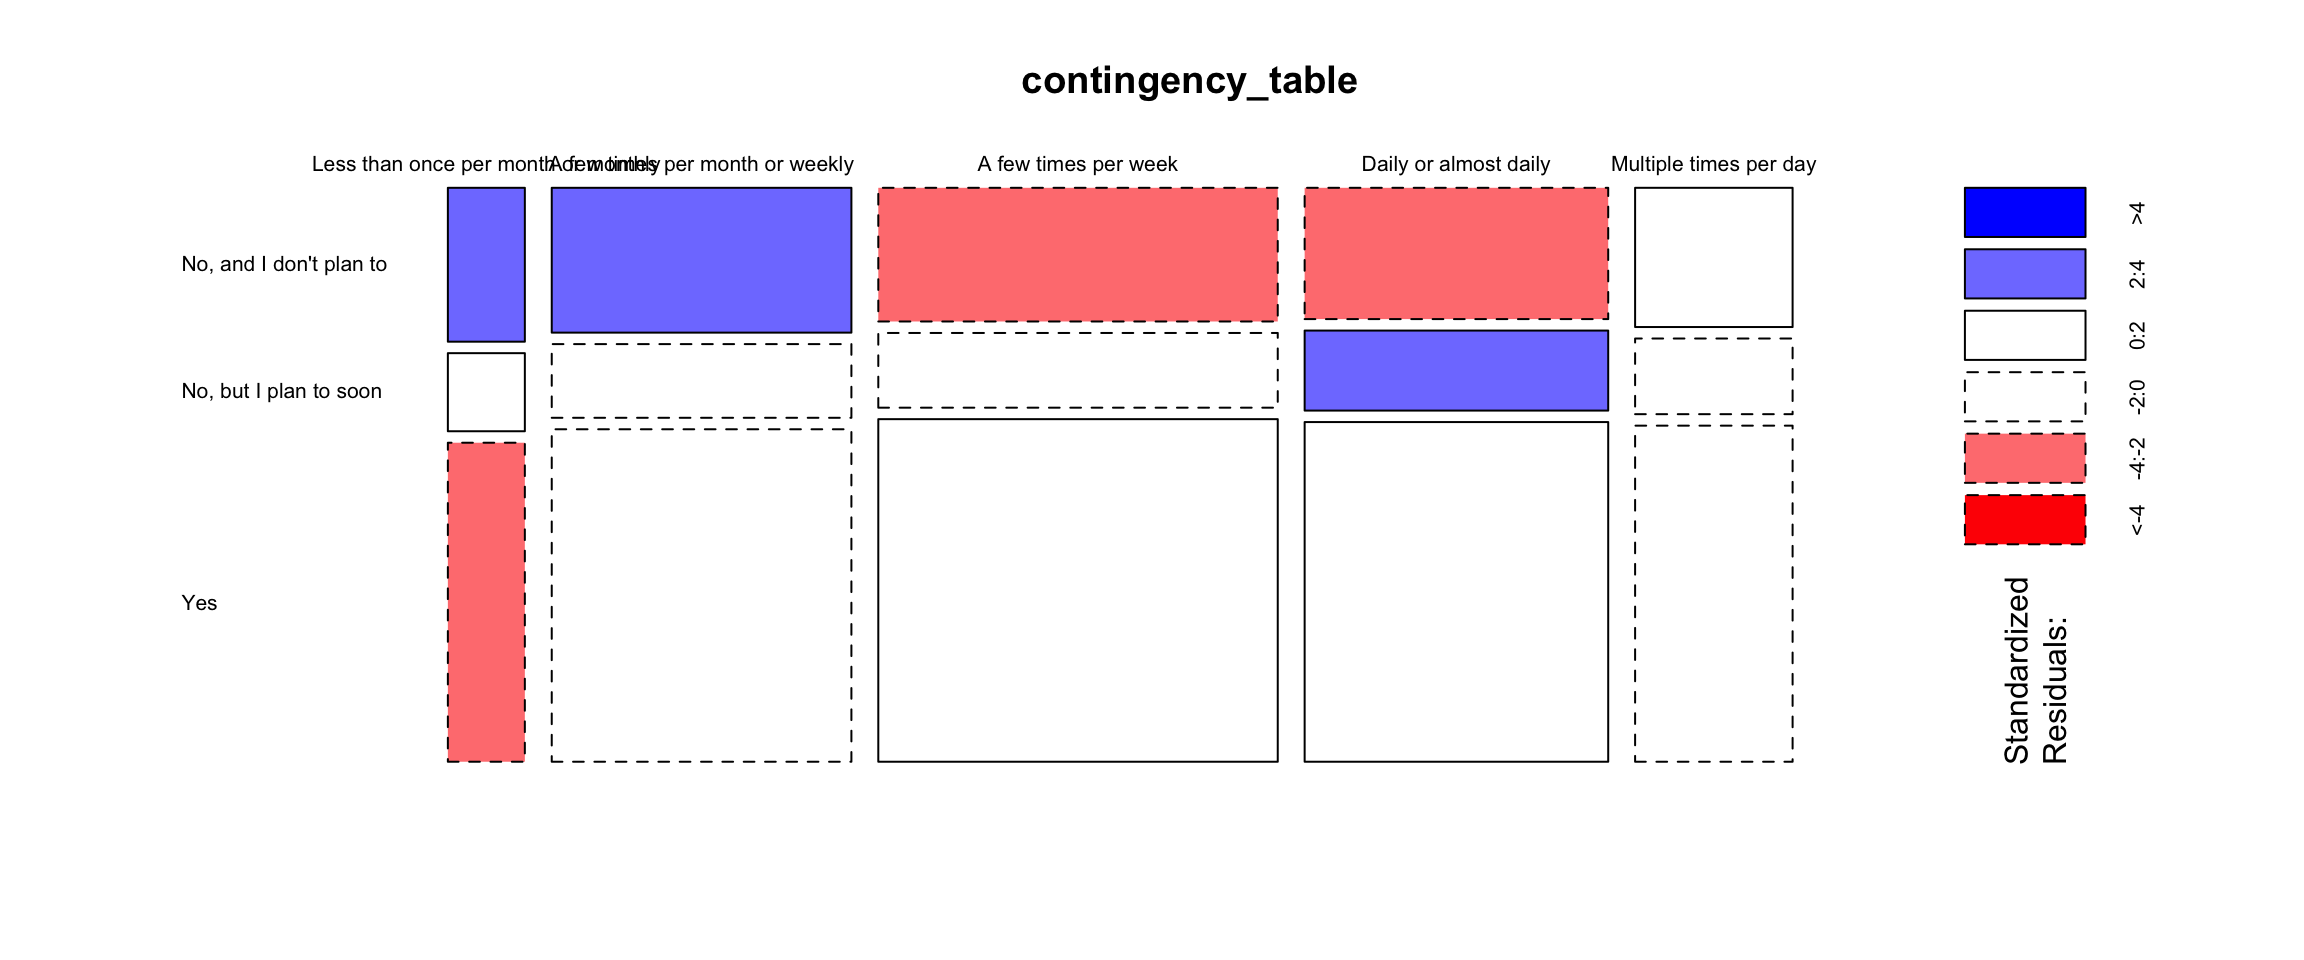 contingency_table
Less than once per month or monthly
A few times per month or weekly
A few times per week
Daily or almost daily
Multiple times per day
No, and I don't plan to
No, but I plan to soon
Yes
>4
2:4
0:2
-2:0
-4:-2
<-4
Standardized
Residuals: